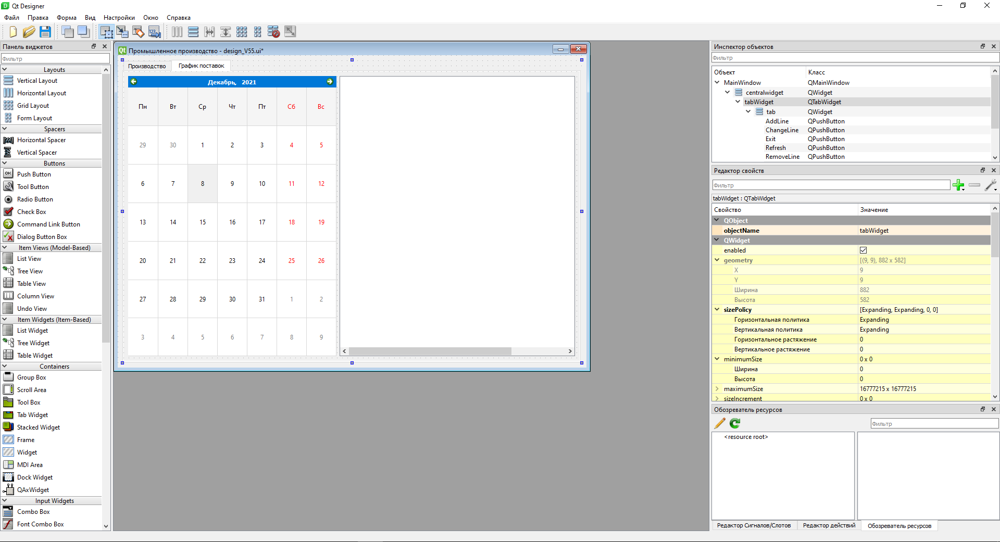 Qt Designer
Файл Правка Форма Вид Настройки Окно Справка
Панель виджетов
Фильтр
Layouts
Vertical Layout
Horizontal Layout
Grid Layout
Form Layout
Spacers
Horizontal Spacer
Vertical Spacer
Buttons
Push Button
Tool Button
Radio Button
Check Box
Command Link Button
Dialog Button Box
Item Views (Model-Based)
List View
Tree View
Table View
Column View
Undo View
Item Widgets (Item-Based)
List Widget
Tree Widget
Table Widget
Containers
Group Box
Scroll Area
Tool Box
Tab Widget
Stacked Widget
Frame
Widget
MDI Area
Dock Widget
QAxWidget
Input Widgets
Combo Box
Font Combo Box
Промышленное производство - design_V55.ui*
Производство График поставок
Декабрь, 2021
Пн Вт Ср Чт Пт Сб Вс
29 30 1 2 3 4 5
6 7 8 9 10 11 12
13 14 15 16 17 18 19
20 21 22 23 24 25 26
27 28 29 30 31 1 2
3 4 5 6 7 8 9
Инспектор объектов
Фильтр
Объект Класс
MainWindow QMainWindow
centralwidget QWidget
tabWidget QTabWidget
tab QWidget
AddLine QPushButton
ChangeLine QPushButton
Exit QPushButton
Refresh QPushButton
RemoveLine QPushButton
Редактор свойств
Фильтр
tabWidget : QTabWidget
Свойство Значение
QObject
objectName tabWidget
QWidget
enabled
geometry [(9, 9), 882 x 582]
X 9
Y 9
Ширина 882
Высота 582
sizePolicy [Expanding, Expanding, 0, 0]
Горизонтальная политика Expanding
Вертикальная политика Expanding
Горизонтальное растяжение 0
Вертикальное растяжение 0
minimumSize 0 x 0
Ширина 0
Высота 0
maximumSize 16777215 x 16777215
sizeIncrement 0 x 0
Обозреватель ресурсов
Фильтр
<resource root>
Редактор Сигналов/Слотов Редактор действий Обозреватель ресурсов